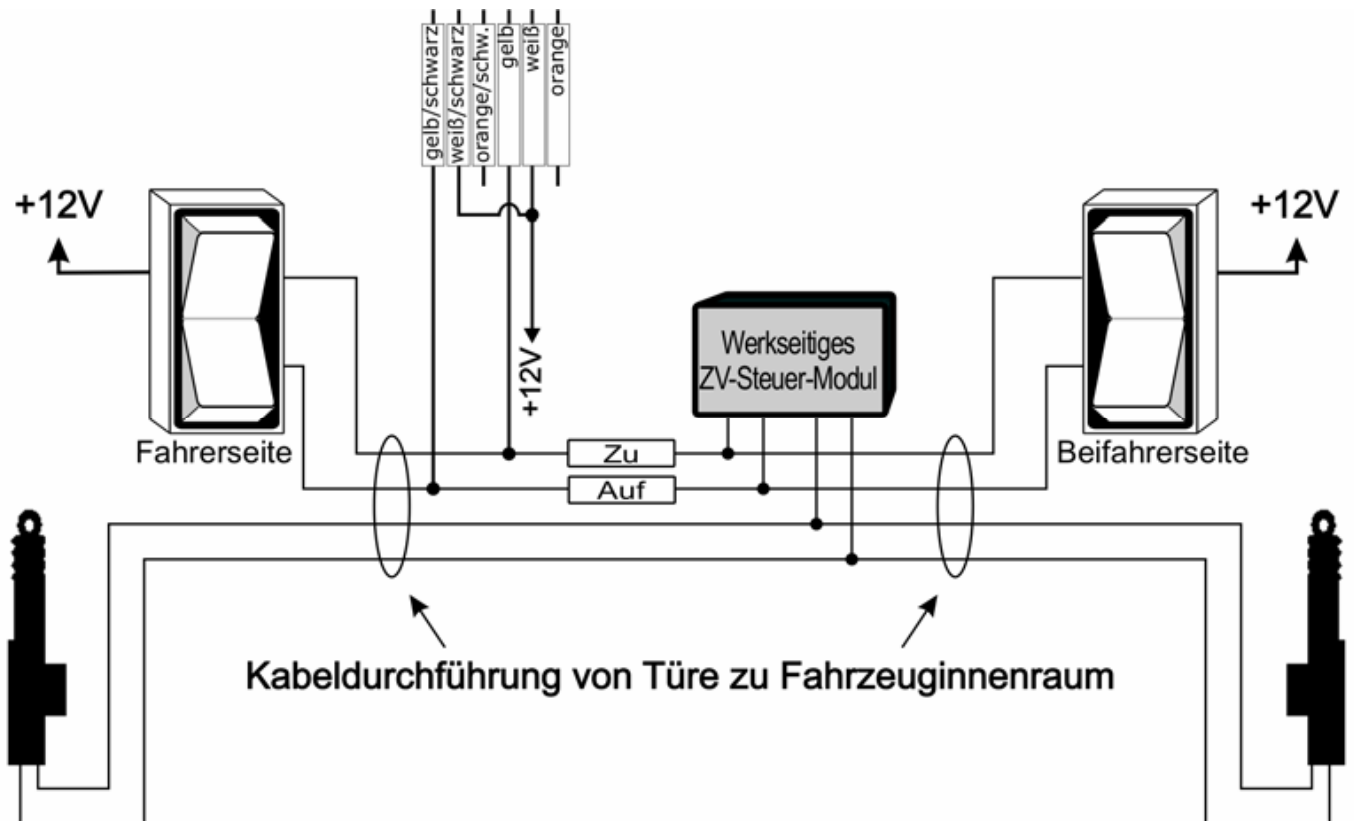 gelb/schwarz
weiß/schwarz
orange/schw.
gelb
weiß
orange
+12V
+12V
+12V
Werkseitiges
ZV-Steuer-Modul
Fahrerseite
Zu
Beifahrerseite
Auf
Kabeldurchführung von Türe zu Fahrzeuginnenraum